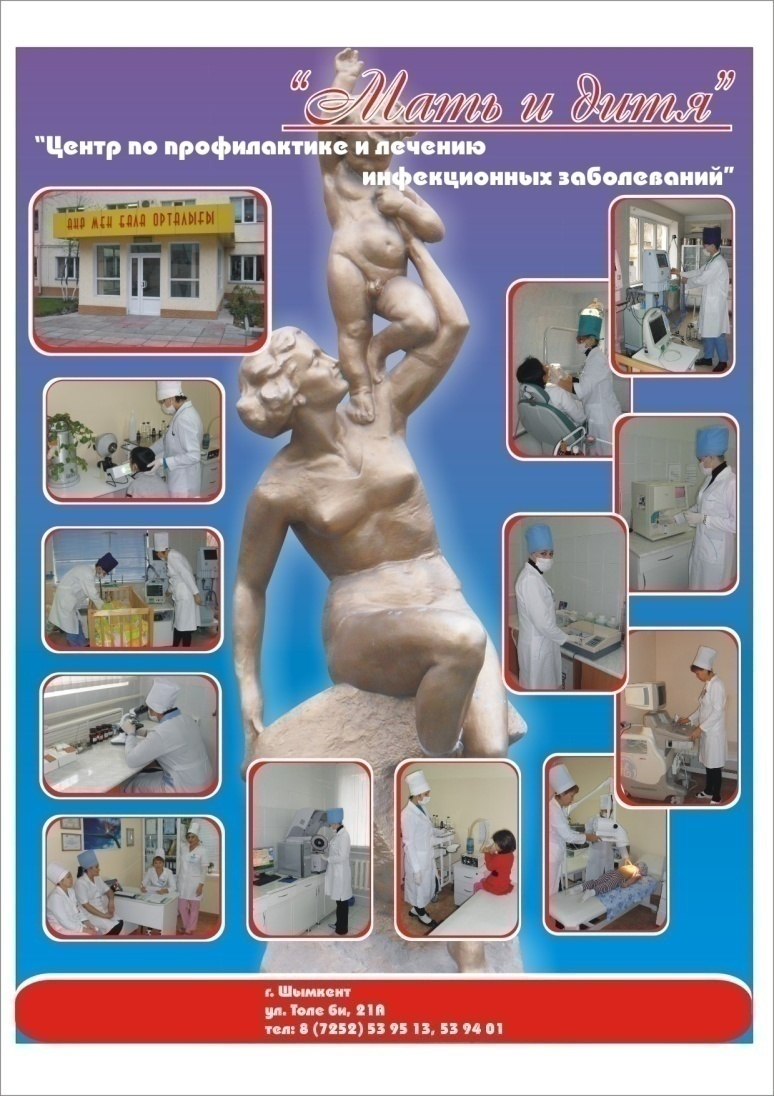 “Мать и дитя”
“Центр по профилактике и лечению
инфекционных заболеваний”
АНА МЕН БАЛА ОРТАЛЫҒЫ
г. Шымкент
ул. Толе би, 21А
тел: 8 (7252) 53 95 13, 53 94 01